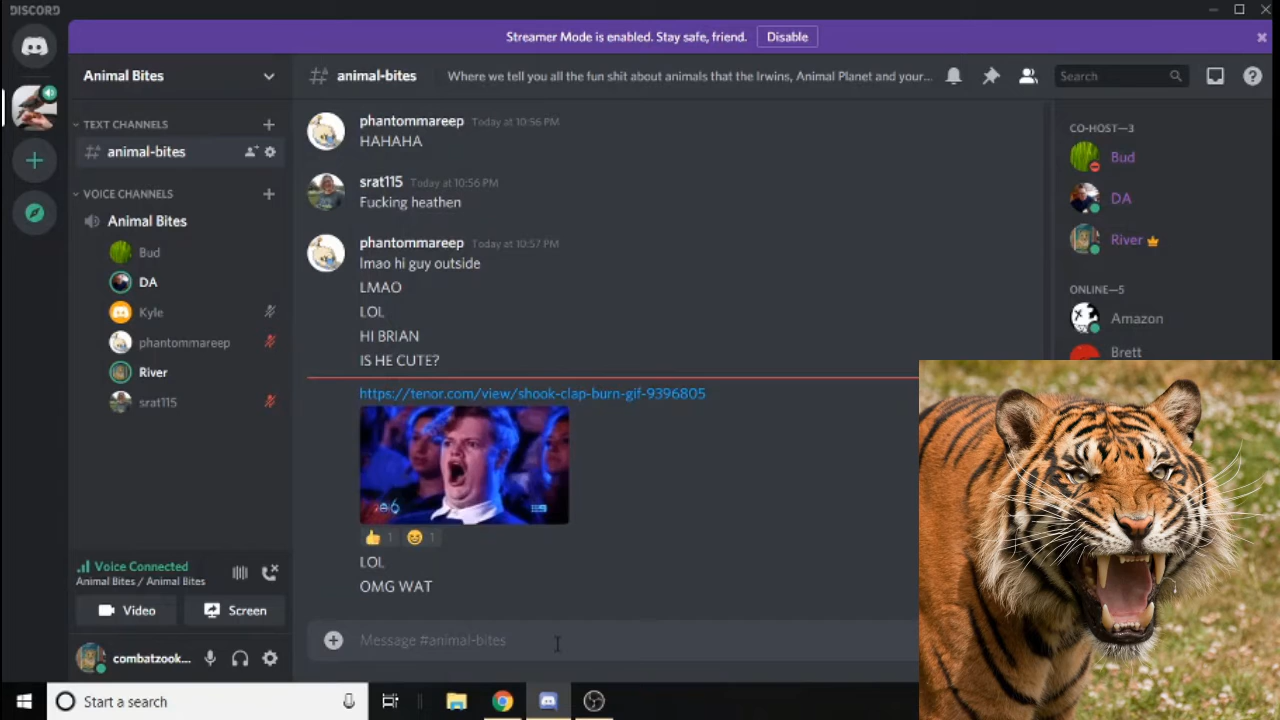 DISCORD
Streamer Mode is enabled. Stay safe, friend.
Disable
Animal Bites
animal-bites
Where we tell you all the fun shit about animals that the Irwins, Animal Planet and your...
Search
TEXT CHANNELS
animal-bites
VOICE CHANNELS
Animal Bites
Bud
DA
Kyle
phantommareep
River
srat115
Voice Connected
Animal Bites / Animal Bites
Video
Screen
combatzook...
phantommareep Today at 10:56 PM
HAHAHA
srat115 Today at 10:56 PM
Fucking heathen
phantommareep Today at 10:57 PM
lmao hi guy outside
LMAO
LOL
HI BRIAN
IS HE CUTE?
https://tenor.com/view/shook-clap-burn-gif-9396805
1
1
LOL
OMG WAT
Message #animal-bites
CO-HOST—3
Bud
DA
River
ONLINE—5
Amazon
Brett
Start a search